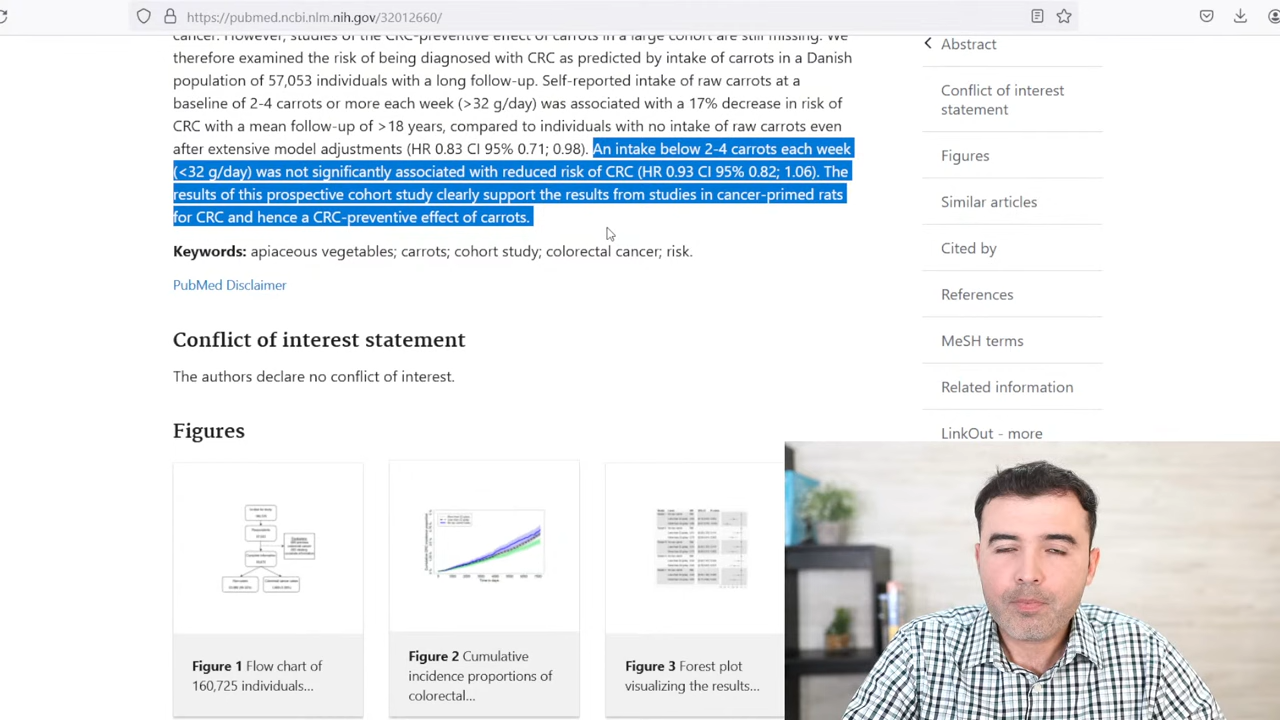 https://pubmed.ncbi.nlm.nih.gov/32012660/
cancer. However, studies of the CRC-preventive effect of carrots in a large cohort are still missing. We
therefore examined the risk of being diagnosed with CRC as predicted by intake of carrots in a Danish
population of 57,053 individuals with a long follow-up. Self-reported intake of raw carrots at a
baseline of 2-4 carrots or more each week (>32 g/day) was associated with a 17% decrease in risk of
CRC with a mean follow-up of >18 years, compared to individuals with no intake of raw carrots even
after extensive model adjustments (HR 0.83 CI 95% 0.71; 0.98). An intake below 2-4 carrots each week
(<32 g/day) was not significantly associated with reduced risk of CRC (HR 0.93 CI 95% 0.82; 1.06). The
results of this prospective cohort study clearly support the results from studies in cancer-primed rats
for CRC and hence a CRC-preventive effect of carrots.
Keywords: apiaceous vegetables; carrots; cohort study; colorectal cancer; risk.
PubMed Disclaimer
Conflict of interest statement
The authors declare no conflict of interest.
Figures
Figure 1 Flow chart of
160,725 individuals...
Figure 2 Cumulative
incidence proportions of
colorectal...
Figure 3 Forest plot
visualizing the results...
Abstract
Conflict of interest
statement
Figures
Similar articles
Cited by
References
MeSH terms
Related information
LinkOut - more